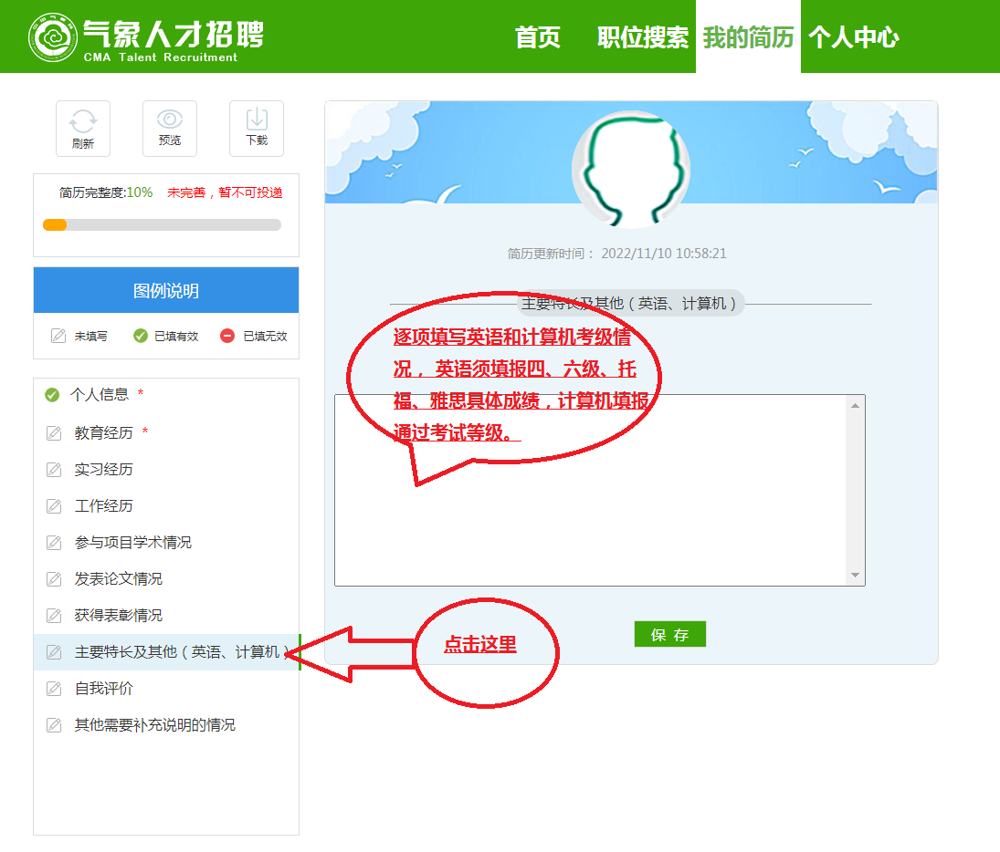 气象人才招聘
CMA Talent Recruitment
首页 职位搜索 我的简历 个人中心
刷新 预览 下载
简历完整度:10% 未完善，暂不可投递
图例说明
未填写 已填有效 已填无效
个人信息 *
教育经历 *
实习经历
工作经历
参与项目学术情况
发表论文情况
获得表彰情况
主要特长及其他（英语、计算机）
自我评价
其他需要补充说明的情况
简历更新时间： 2022/11/10 10:58:21
主要特长及其他（英语、计算机）
逐项填写英语和计算机考级情
况， 英语须填报四、六级、托
福、雅思具体成绩，计算机填报
通过考试等级。
点击这里
保 存